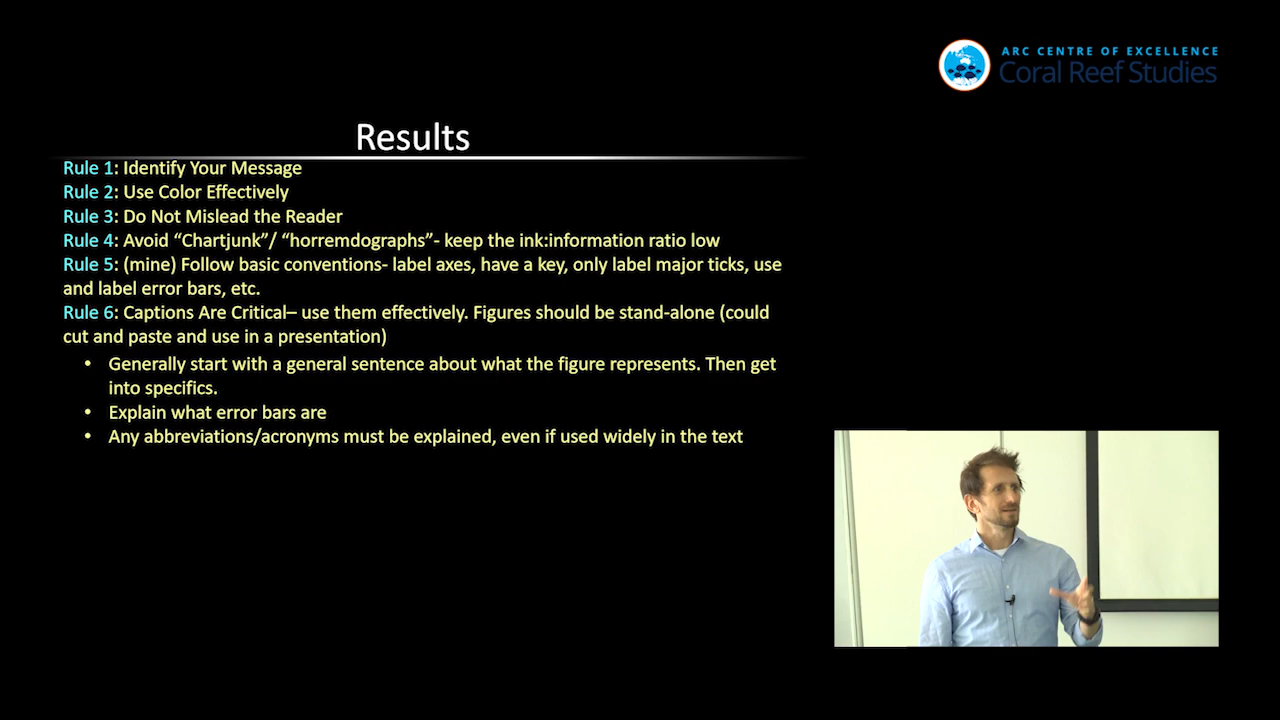 ARC CENTRE OF EXCELLENCE
Coral Reef Studies
Results
Rule 1: Identify Your Message
Rule 2: Use Color Effectively
Rule 3: Do Not Mislead the Reader
Rule 4: Avoid “Chartjunk”/ “horremdographs”- keep the ink:information ratio low
Rule 5: (mine) Follow basic conventions- label axes, have a key, only label major ticks, use
and label error bars, etc.
Rule 6: Captions Are Critical– use them effectively. Figures should be stand-alone (could
cut and paste and use in a presentation)
• Generally start with a general sentence about what the figure represents. Then get
into specifics.
• Explain what error bars are
• Any abbreviations/acronyms must be explained, even if used widely in the text